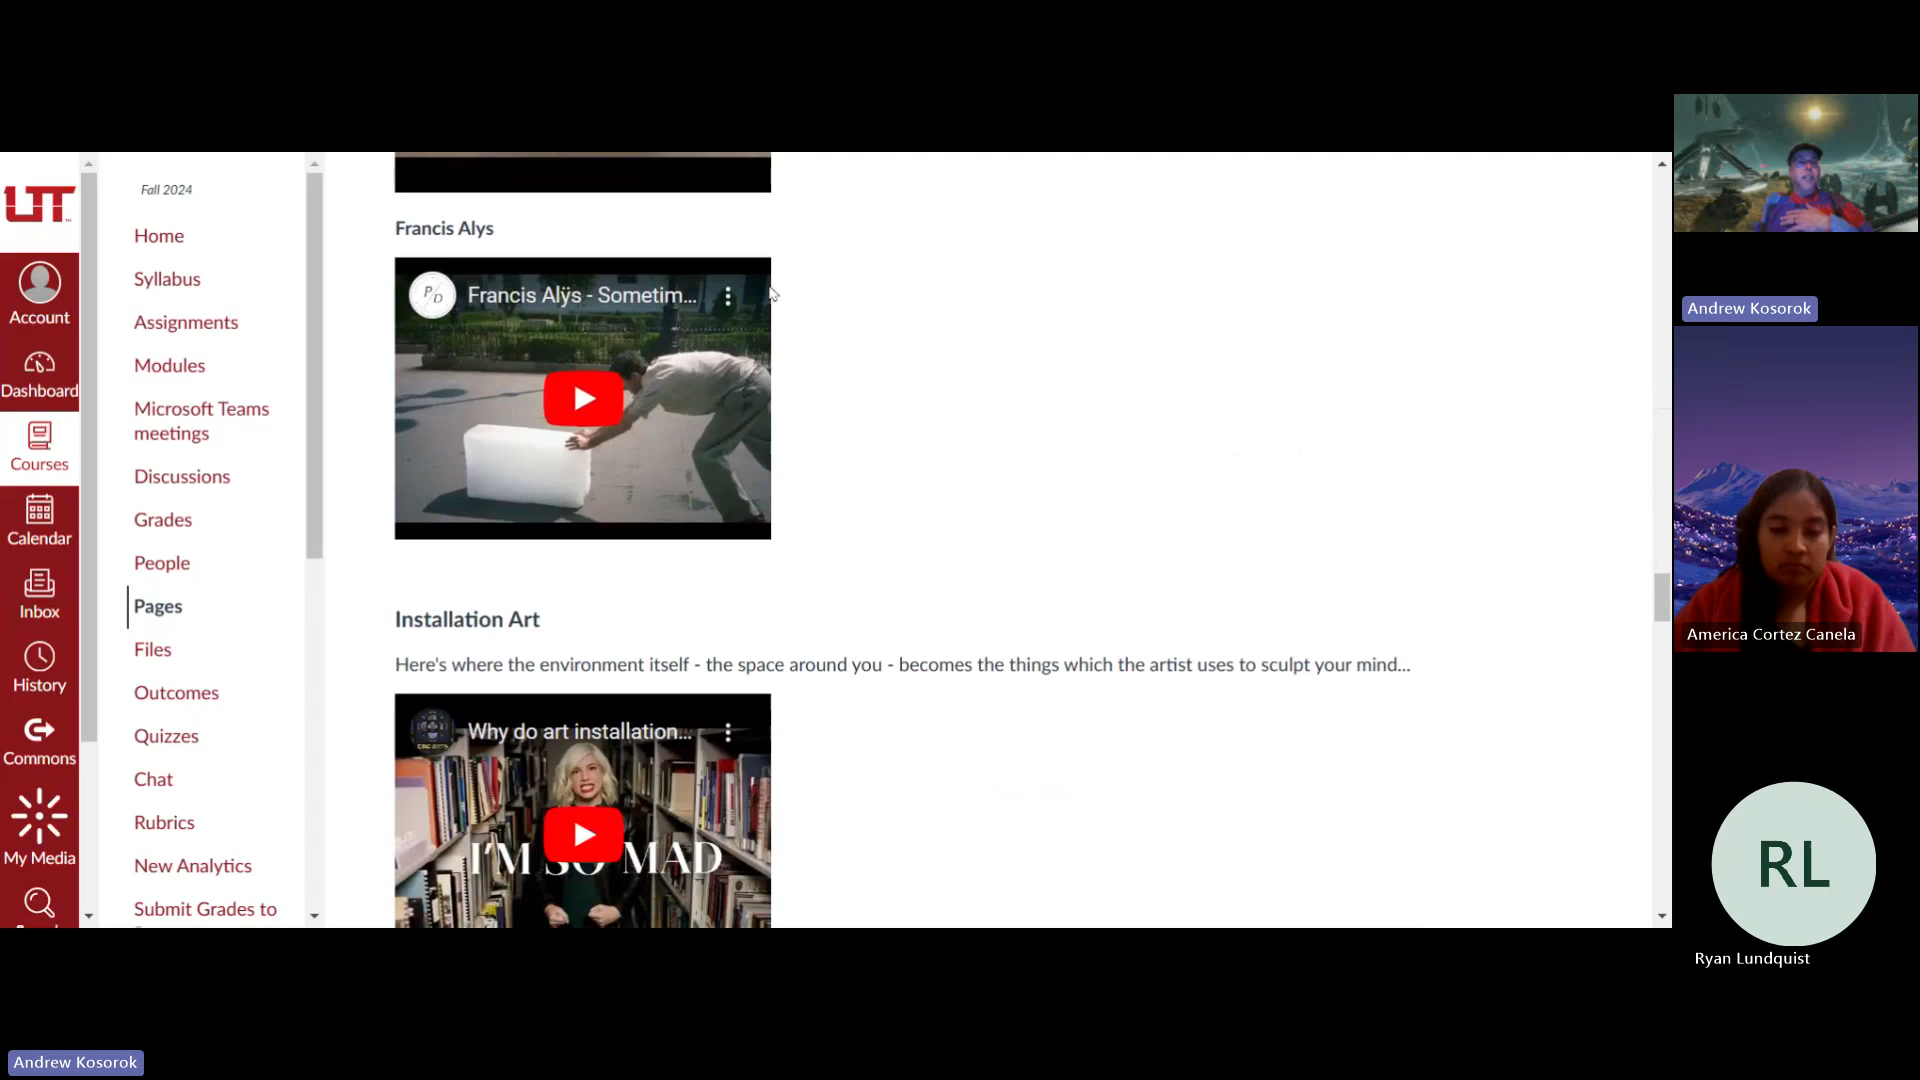 UT
Account
Dashboard
Courses
Calendar
Inbox
History
Commons
My Media
Fall 2024
Home
Syllabus
Assignments
Modules
Microsoft Teams
meetings
Discussions
Grades
People
Pages
Files
Outcomes
Quizzes
Chat
Rubrics
New Analytics
Submit Grades to
Francis Alys
P/D
Francis Alÿs - Sometim...
Installation Art
Here's where the environment itself - the space around you - becomes the things which the artist uses to sculpt your mind...
Why do art installation...
I'M SO MAD
Andrew Kosorok
America Cortez Canela
RL
Ryan Lundquist
Andrew Kosorok